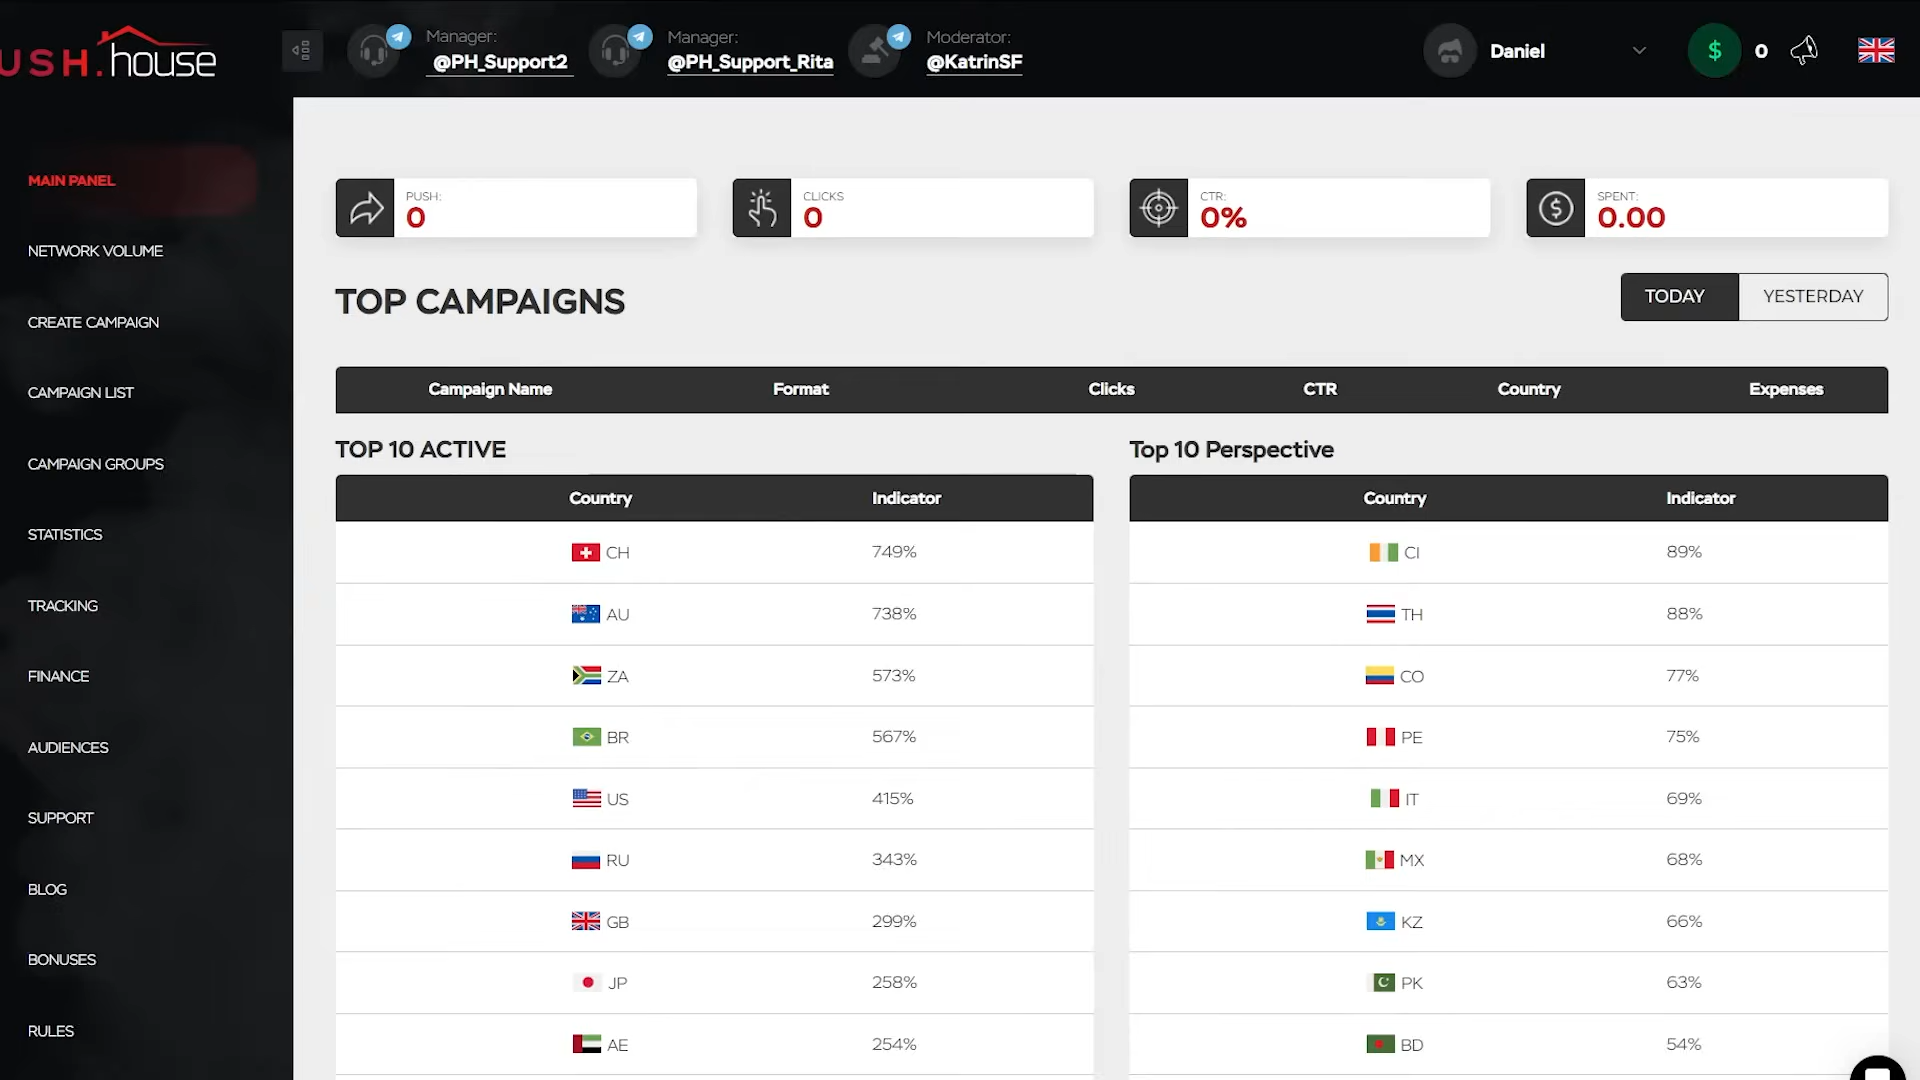 USH.house
Manager:
@PH_Support2
Manager:
@PH_Support_Rita
Moderator:
@KatrinSF
Daniel
$
0
MAIN PANEL
NETWORK VOLUME
CREATE CAMPAIGN
CAMPAIGN LIST
CAMPAIGN GROUPS
STATISTICS
TRACKING
FINANCE
AUDIENCES
SUPPORT
BLOG
BONUSES
RULES
PUSH:
0
CLICKS
0
CTR:
0%
SPENT:
0.00
TOP CAMPAIGNS
TODAY
YESTERDAY
Campaign Name Format Clicks CTR Country Expenses
TOP 10 ACTIVE
Country Indicator
CH 749%
AU 738%
ZA 573%
BR 567%
US 415%
RU 343%
GB 299%
JP 258%
AE 254%
Top 10 Perspective
Country Indicator
CI 89%
TH 88%
CO 77%
PE 75%
IT 69%
MX 68%
KZ 66%
PK 63%
BD 54%